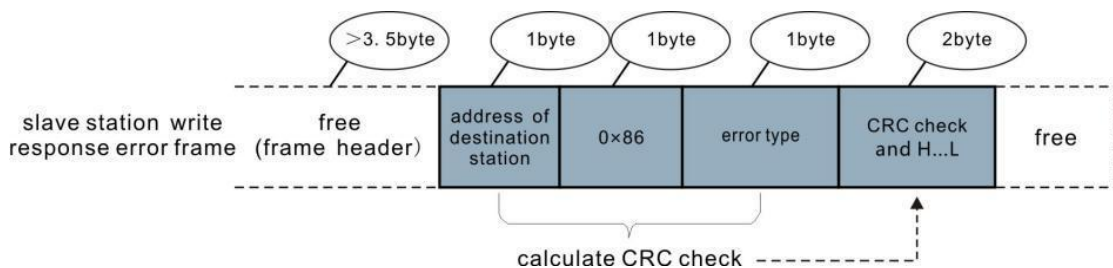 >3.5byte
1byte
1byte
1byte
2byte
slave station write
response error frame
free
(frame header)
address of
destination
station
0×86
error type
CRC check
and H...L
free
calculate CRC check